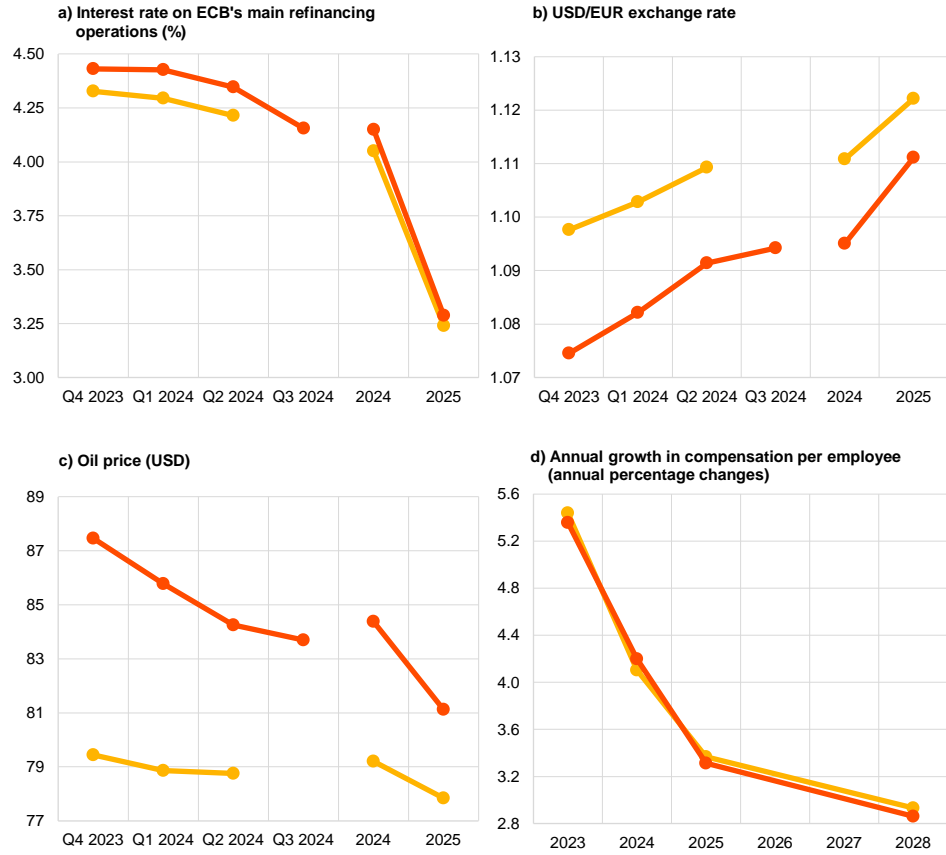 a) Interest rate on ECB's main refinancing
operations (%)
4.50
4.25
4.00
3.75
3.50
3.25
3.00
Q4 2023 Q1 2024 Q2 2024 Q3 2024 2024 2025
b) USD/EUR exchange rate
1.13
1.12
1.11
1.10
1.09
1.08
1.07
Q4 2023 Q1 2024 Q2 2024 Q3 2024 2024 2025
c) Oil price (USD)
89
87
85
83
81
79
77
Q4 2023 Q1 2024 Q2 2024 Q3 2024 2024 2025
d) Annual growth in compensation per employee
(annual percentage changes)
5.6
5.2
4.8
4.4
4.0
3.6
3.2
2.8
2023 2024 2025 2026 2027 2028